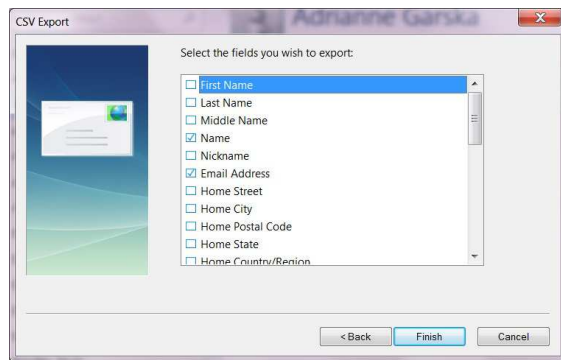 Adrianne Garska
CSV Export
Select the fields you wish to export:
First Name
Last Name
Middle Name
Name
Nickname
Email Address
Home Street
Home City
Home Postal Code
Home State
Home Country/Region
< Back
Finish
Cancel